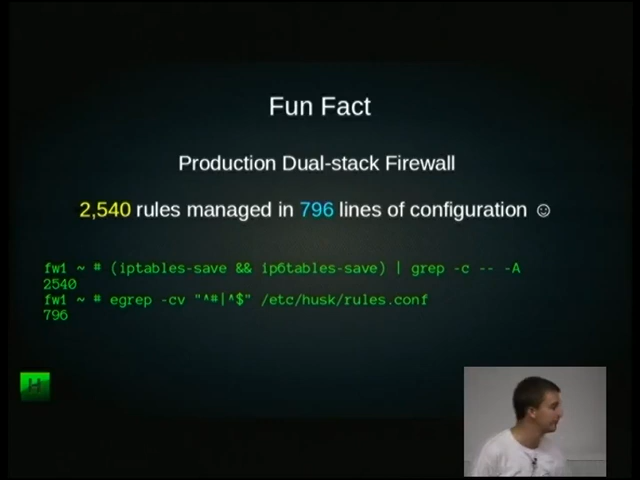 Fun Fact
Production Dual-stack Firewall
2,540 rules managed in 796 lines of configuration ☺
fw1 ~ # (iptables-save && ip6tables-save) | grep -c -- -A
2540
fw1 ~ # egrep -cv "^#|^$" /etc/husk/rules.conf
796
H